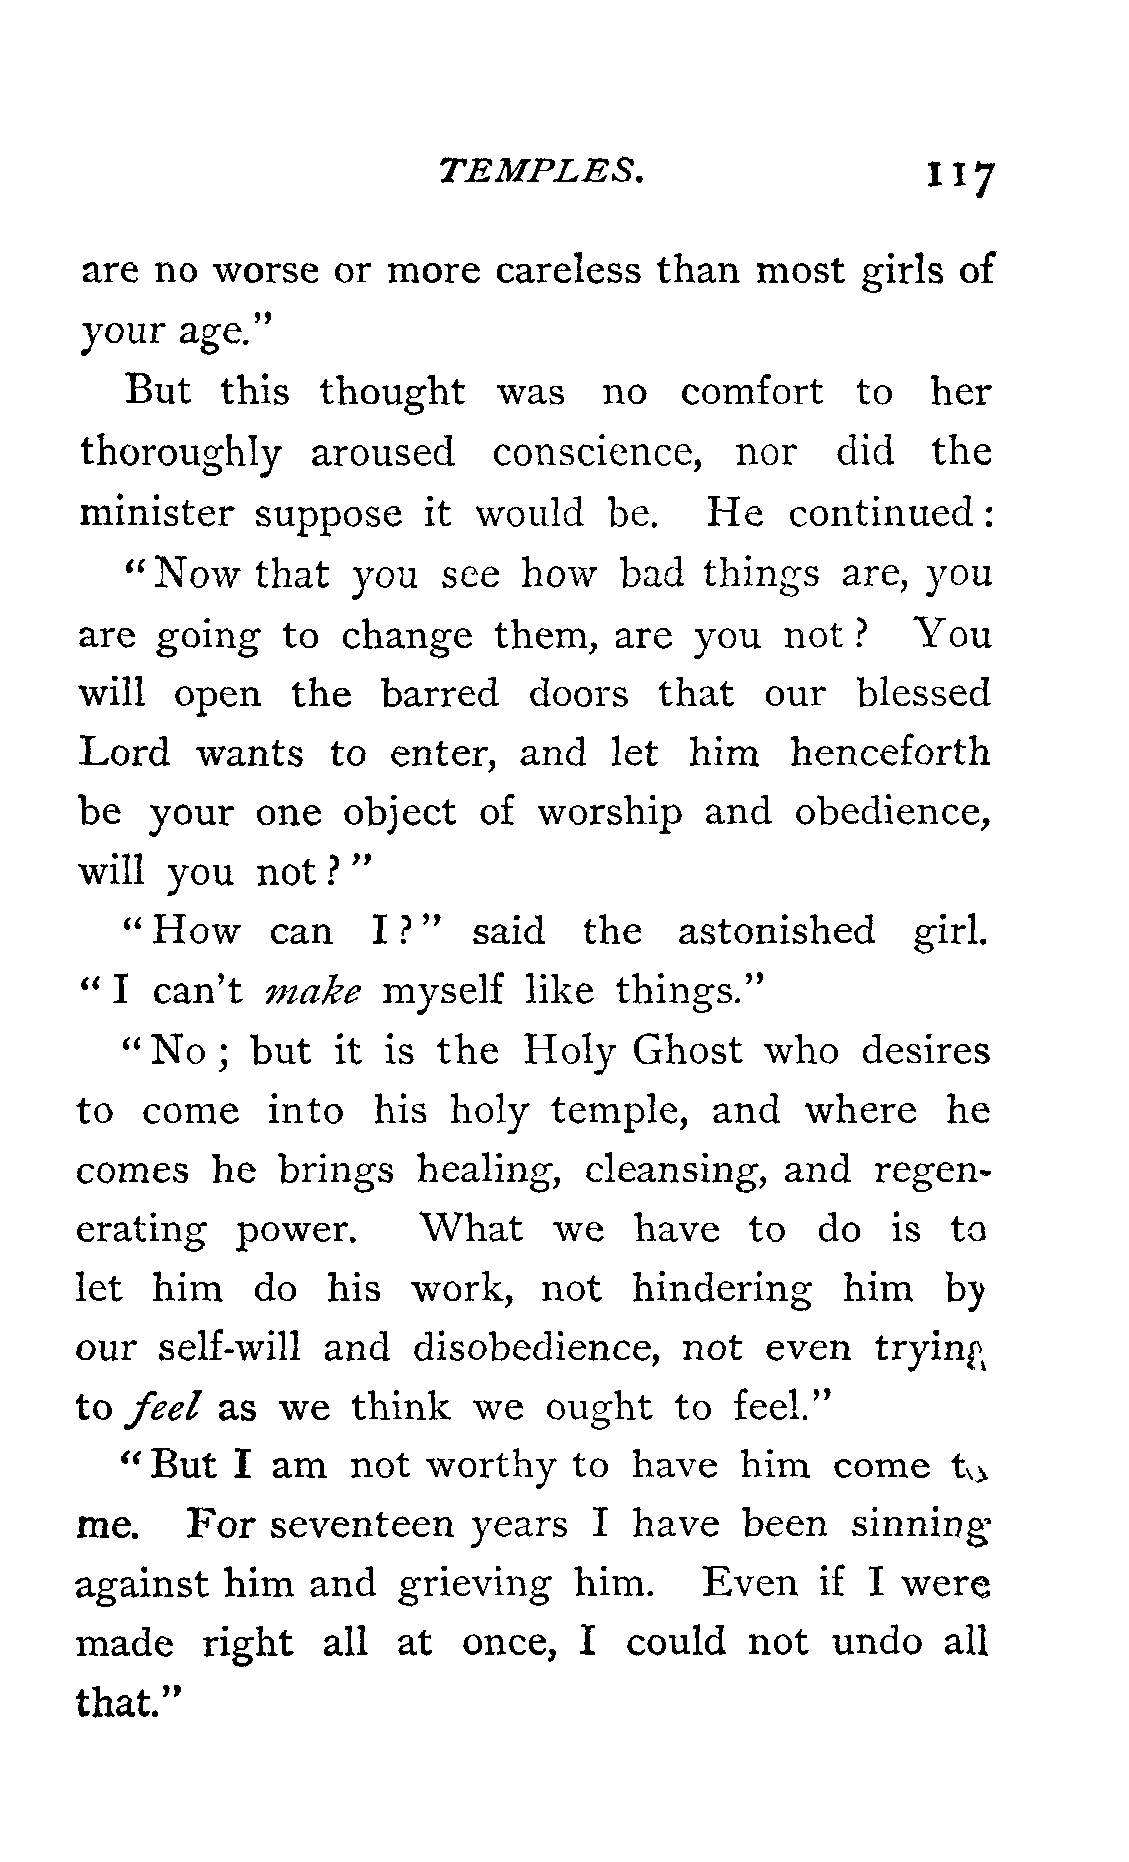 TEMPLES. 117
are no worse or more careless than most girls of
your age."
But this thought was no comfort to her
thoroughly aroused conscience, nor did the
minister suppose it would be. He continued:
"Now that you see how bad things are, you
are going to change them, are you not? You
will open the barred doors that our blessed
Lord wants to enter, and let him henceforth
be your one object of worship and obedience,
will you not?"
"How can I?" said the astonished girl.
"I can't make myself like things."
"No; but it is the Holy Ghost who desires
to come into his holy temple, and where he
comes he brings healing, cleansing, and regen-
erating power. What we have to do is to
let him do his work, not hindering him by
our self-will and disobedience, not even trying
to feel as we think we ought to feel."
"But I am not worthy to have him come to
me. For seventeen years I have been sinning
against him and grieving him. Even if I were
made right all at once, I could not undo all
that."